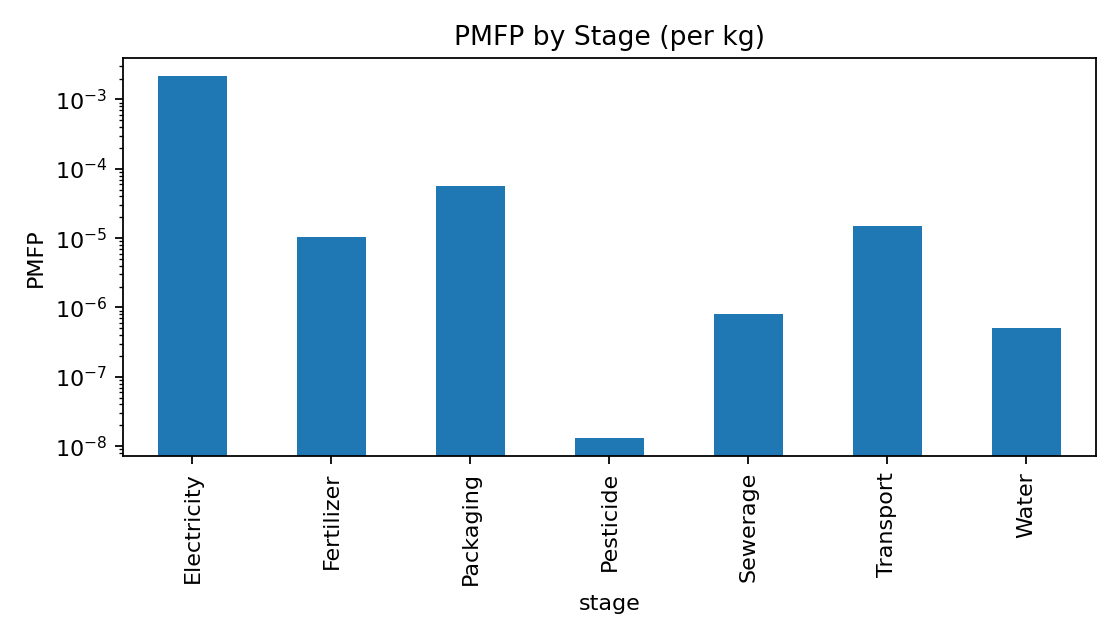 PMFP by Stage (per kg)
PMFP
10⁻³
10⁻⁴
10⁻⁵
10⁻⁶
10⁻⁷
10⁻⁸
Electricity
Fertilizer
Packaging
Pesticide
Sewerage
Transport
Water
stage